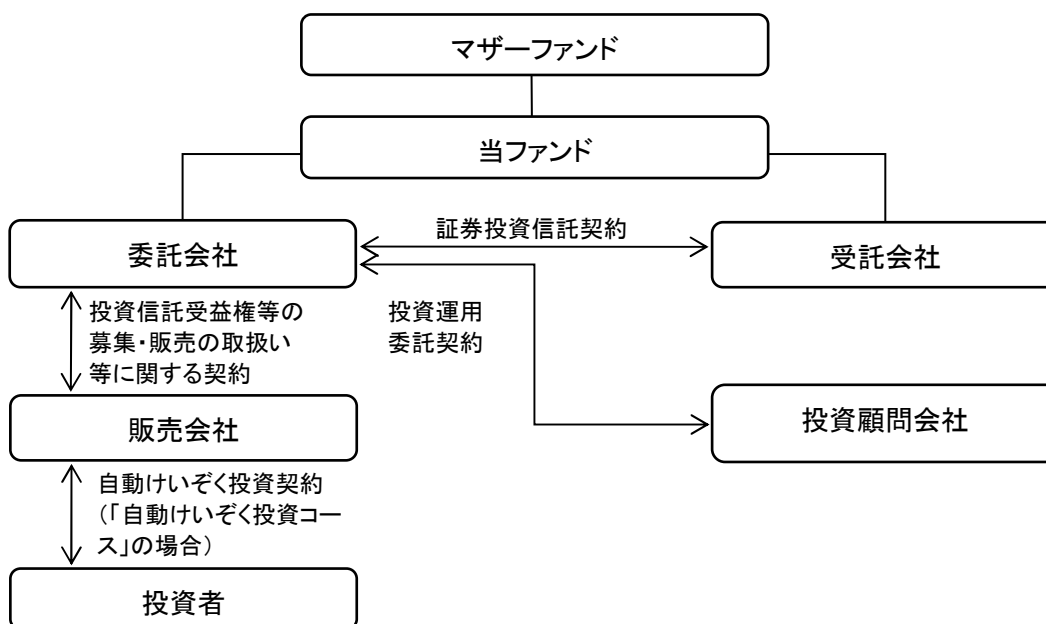 マザーファンド
当ファンド
委託会社
証券投資信託契約
受託会社
投資信託受益権等の
募集・販売の取扱い
等に関する契約
投資運用
委託契約
販売会社
投資顧問会社
自動けいぞく投資契約
(「自動けいぞく投資コー
ス」の場合)
投資者